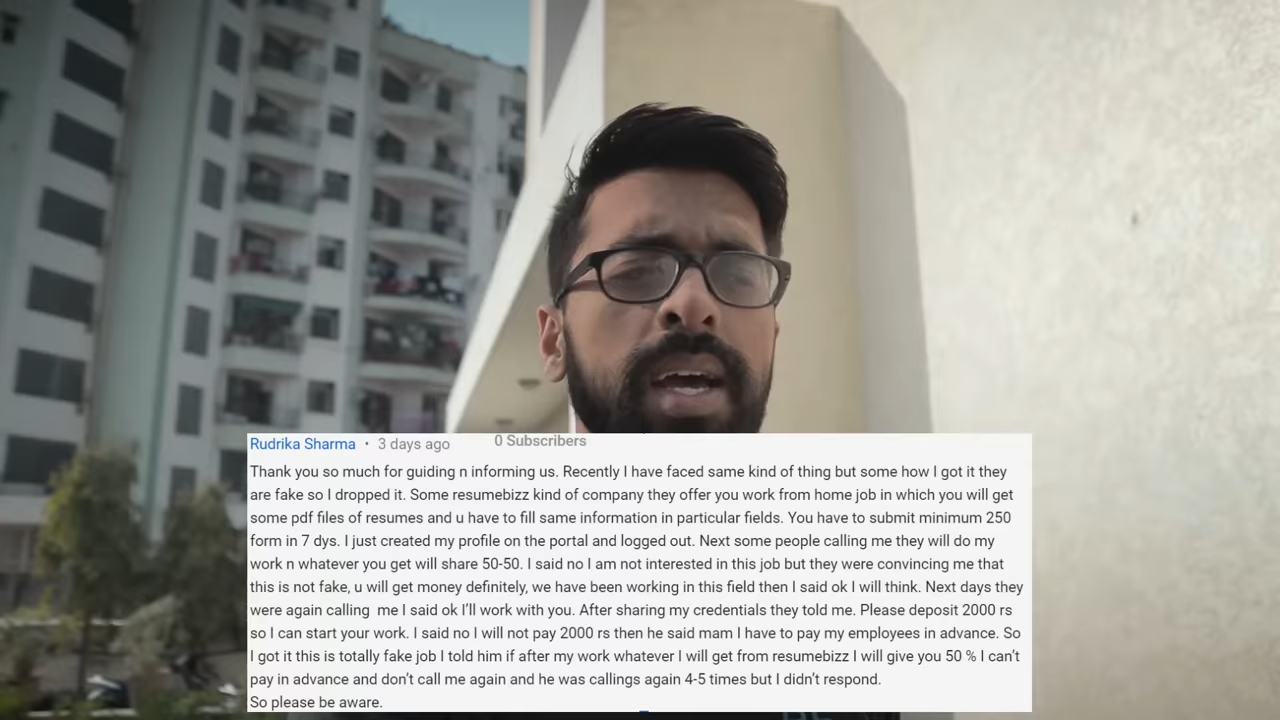 Rudrika Sharma • 3 days ago 0 Subscribers
Thank you so much for guiding n informing us. Recently I have faced same kind of thing but some how I got it they
are fake so I dropped it. Some resumebizz kind of company they offer you work from home job in which you will get
some pdf files of resumes and u have to fill same information in particular fields. You have to submit minimum 250
form in 7 dys. I just created my profile on the portal and logged out. Next some people calling me they will do my
work n whatever you get will share 50-50. I said no I am not interested in this job but they were convincing me that
this is not fake, u will get money definitely, we have been working in this field then I said ok I will think. Next days they
were again calling me I said ok I'll work with you. After sharing my credentials they told me. Please deposit 2000 rs
so I can start your work. I said no I will not pay 2000 rs then he said mam I have to pay my employees in advance. So
I got it this is totally fake job I told him if after my work whatever I will get from resumebizz I will give you 50 % I can't
pay in advance and don't call me again and he was callings again 4-5 times but I didn't respond.
So please be aware.